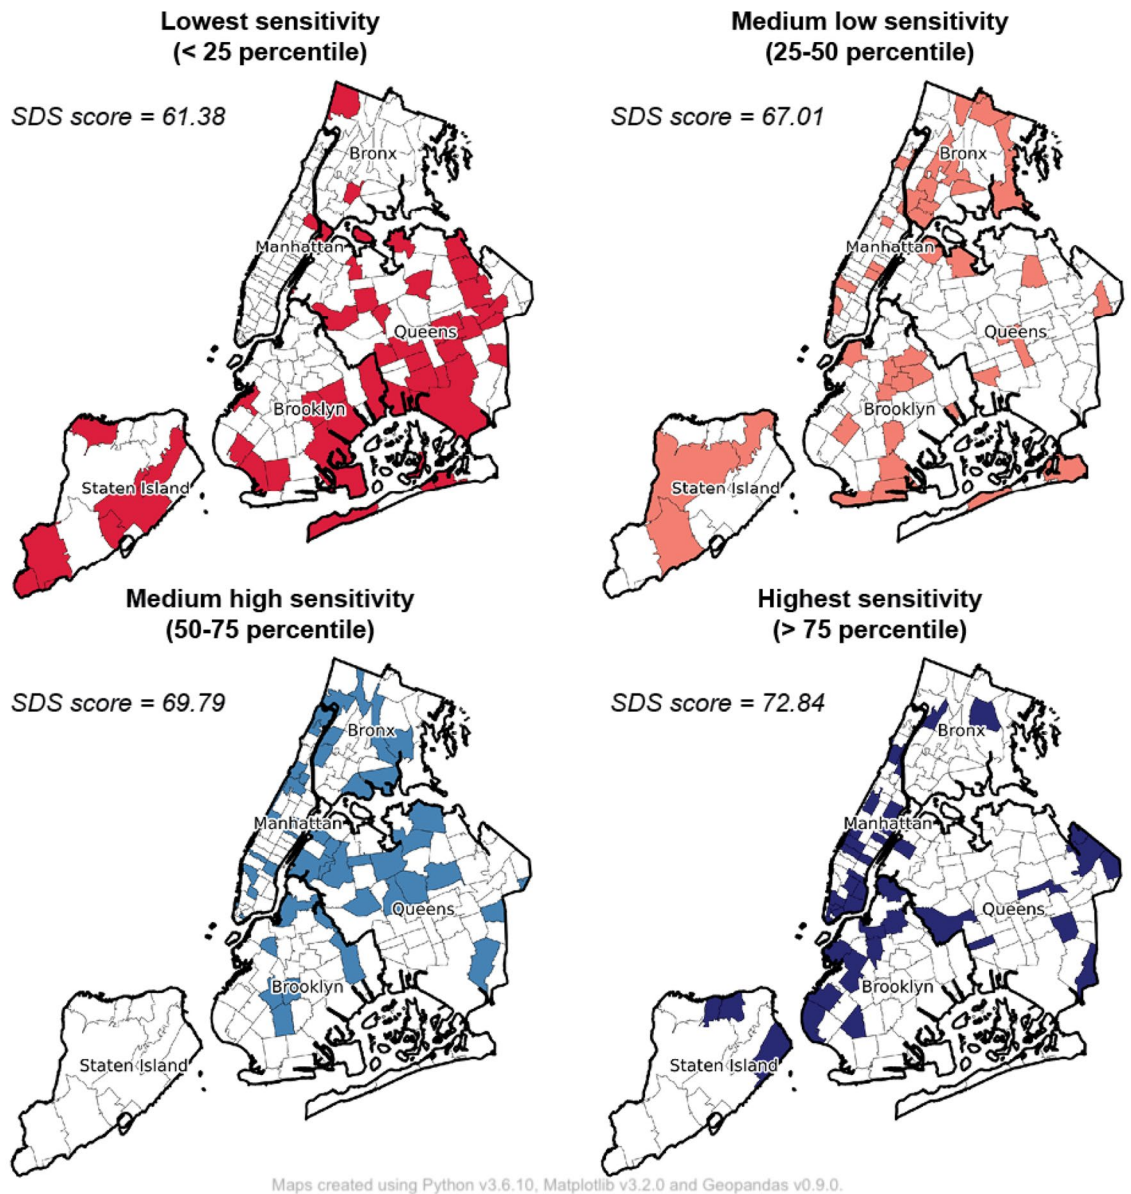 Lowest sensitivity
(< 25 percentile)
SDS score = 61.38
Bronx
Manhattan
Queens
Brooklyn
Staten Island
Medium low sensitivity
(25-50 percentile)
SDS score = 67.01
Bronx
Manhattan
Queens
Brooklyn
Staten Island
Medium high sensitivity
(50-75 percentile)
SDS score = 69.79
Bronx
Manhattan
Queens
Brooklyn
Staten Island
Highest sensitivity
(> 75 percentile)
SDS score = 72.84
Bronx
Manhattan
Queens
Brooklyn
Staten Island
Maps created using Python v3.6.10, Matplotlib v3.2.0 and Geopandas v0.9.0.